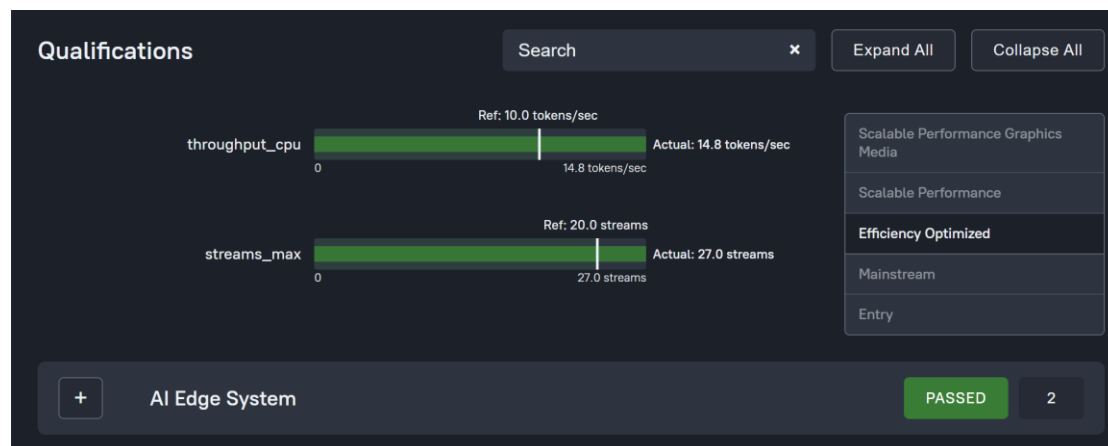 Qualifications
Search ×
Expand All
Collapse All
Ref: 10.0 tokens/sec
throughput_cpu
Actual: 14.8 tokens/sec
0
14.8 tokens/sec
Ref: 20.0 streams
streams_max
Actual: 27.0 streams
0
27.0 streams
Scalable Performance Graphics
Media
Scalable Performance
Efficiency Optimized
Mainstream
Entry
+
AI Edge System
PASSED
2